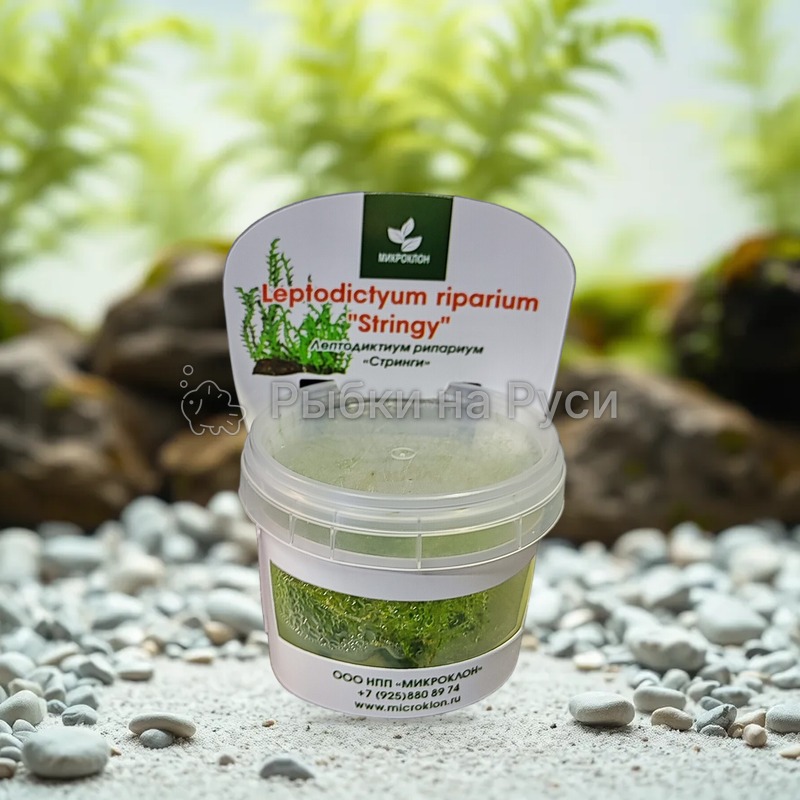 МИКРОКЛОН
Leptodictyum riparium
"Stringy"
Лептодиктиум рипариум
«Стринги»
Рыбки на Руси
ООО НПП «МИКРОКЛОН»
+7 (925)880 89 74
www.microklon.ru